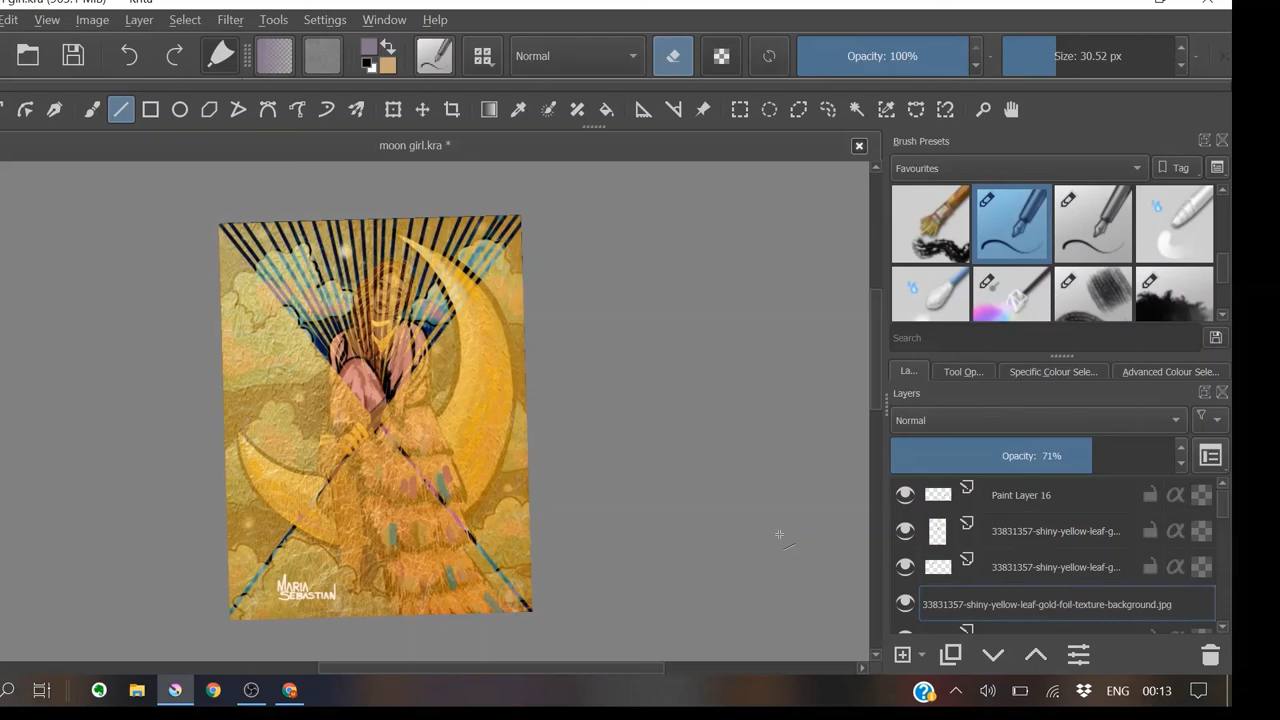 Edit View Image Layer Select Filter Tools Settings Window Help
Normal Opacity: 100% Size: 30.52 px
moon girl.kra *
Brush Presets
Favourites Tag
Search
La... Tool Op... Specific Colour Sele... Advanced Colour Sele...
Layers
Normal
Opacity: 71%
Paint Layer 16
33831357-shiny-yellow-leaf-g...
33831357-shiny-yellow-leaf-g...
33831357-shiny-yellow-leaf-gold-foil-texture-background.jpg
MARIA
SEBASTIAN
ENG 00:13